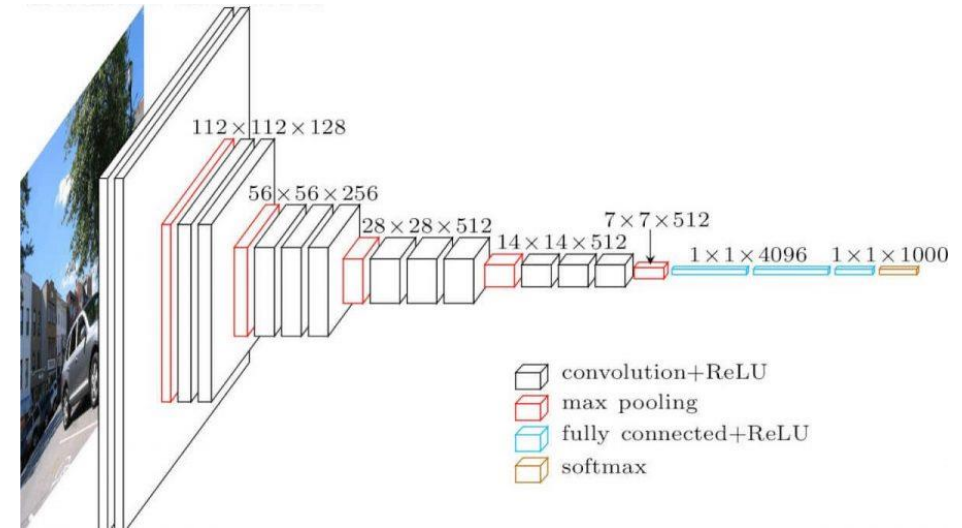 112×112×128
56×56×256
28×28×512
14×14×512
7×7×512
1×1×4096
1×1×1000
convolution+ReLU
max pooling
fully connected+ReLU
softmax